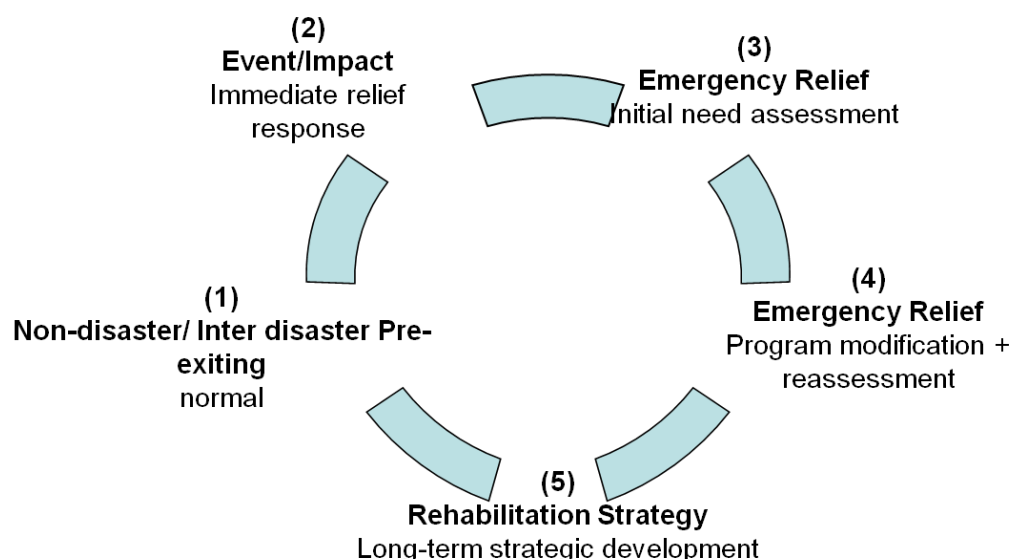 (2)
Event/Impact
Immediate relief
response
(3)
Emergency Relief
Initial need assessment
(4)
Emergency Relief
Program modification +
reassessment
(5)
Rehabilitation Strategy
Long-term strategic development
(1)
Non-disaster/ Inter disaster Pre-
exiting
normal